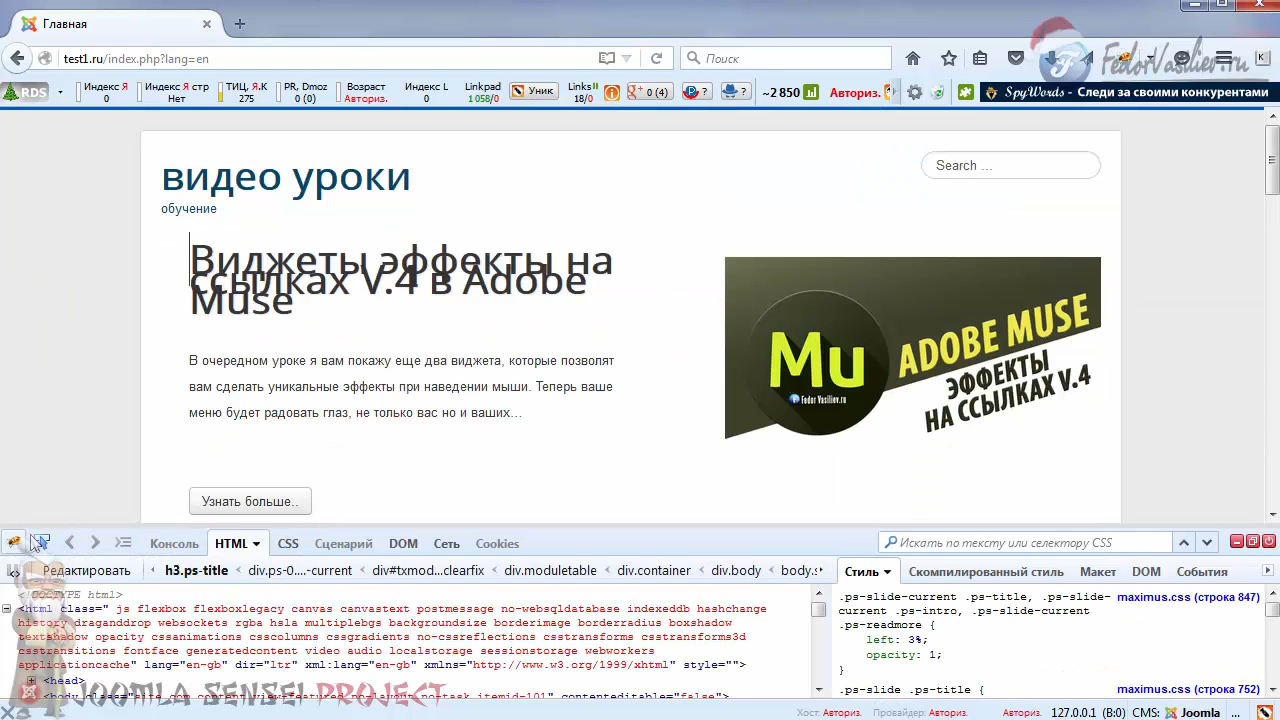 Главная
test1.ru/index.php?lang=en
Поиск
FedorVasiliev.ru
RDS
Индекс Я
Индекс Я стр
Нет
ТИЦ, Я.К
275
PR, Dmoz
0 (0)
Возраст
Авториз.
Индекс L
Linkpad
1 058/0
Уник
Links II
18/0
0 (4)
?
?
~2 850
Авториз.
SpyWords - Следи за своими конкурентами
видео уроки
обучение
Search ...
Виджеты эффекты на
ссылках V.4 в Adobe
Muse
В очередном уроке я вам покажу еще два виджета, которые позволят
вам сделать уникальные эффекты при наведении мыши. Теперь ваше
меню будет радовать глаз, не только вас но и ваших…
Узнать больше..
Mu
Fedor Vasiliev.ru
ADOBE MUSE
ЭФФЕКТЫ
НА ССЫЛКАХ V.4
Консоль
HTML
CSS
Сценарий
DOM
Сеть
Cookies
Искать по тексту или селектору CSS
Редактировать
h3.ps-title
div.ps-0....-current
div#txmod...clearfix
div.moduletable
div.container
div.body
body.s
Стиль
Скомпилированный стиль
Макет
DOM
События
<!DOCTYPE html>
<html class=" js flexbox flexboxlegacy canvas canvastext postmessage no-websqldatabase indexeddb hashchange
history draganddrop websockets rgba hsla multiplebgs backgroundsize borderimage borderradius boxshadow
textshadow opacity cssanimations csscolumns cssgradients no-cssreflections csstransforms csstransforms3d
csstransitions fontface generatedcontent video audio localstorage sessionstorage webworkers
applicationcache" lang="en-gb" dir="ltr" xml:lang="en-gb" xmlns="http://www.w3.org/1999/xhtml" style="">
<head>
.ps-slide-current .ps-title, .ps-slide-
current .ps-intro, .ps-slide-current
.ps-readmore {
left: 3%;
opacity: 1;
}
maximus.css (строка 847)
.ps-slide .ps-title {
maximus.css (строка 752)
JOOMLA SENSEI PROJECT
Хост: Авториз.
Провайдер: Авториз.
Авториз.
127.0.0.1
(B:0)
CMS:
Joomla
...